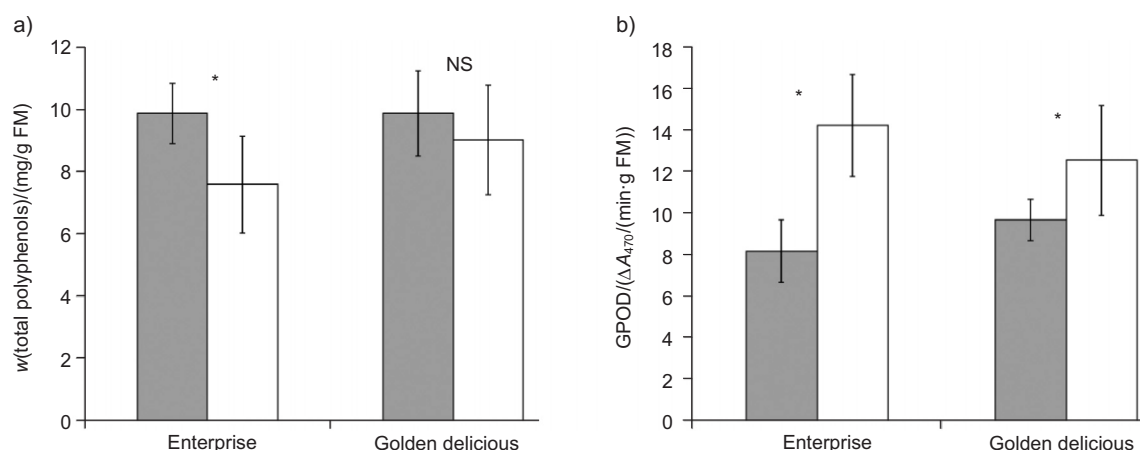 a)
w(total polyphenols)/(mg/g FM)
12
10
8
6
4
2
0
*
NS
Enterprise
Golden delicious
b)
GPOD/(ΔA470/(min·g FM))
18
16
14
12
10
8
6
4
2
0
*
*
Enterprise
Golden delicious